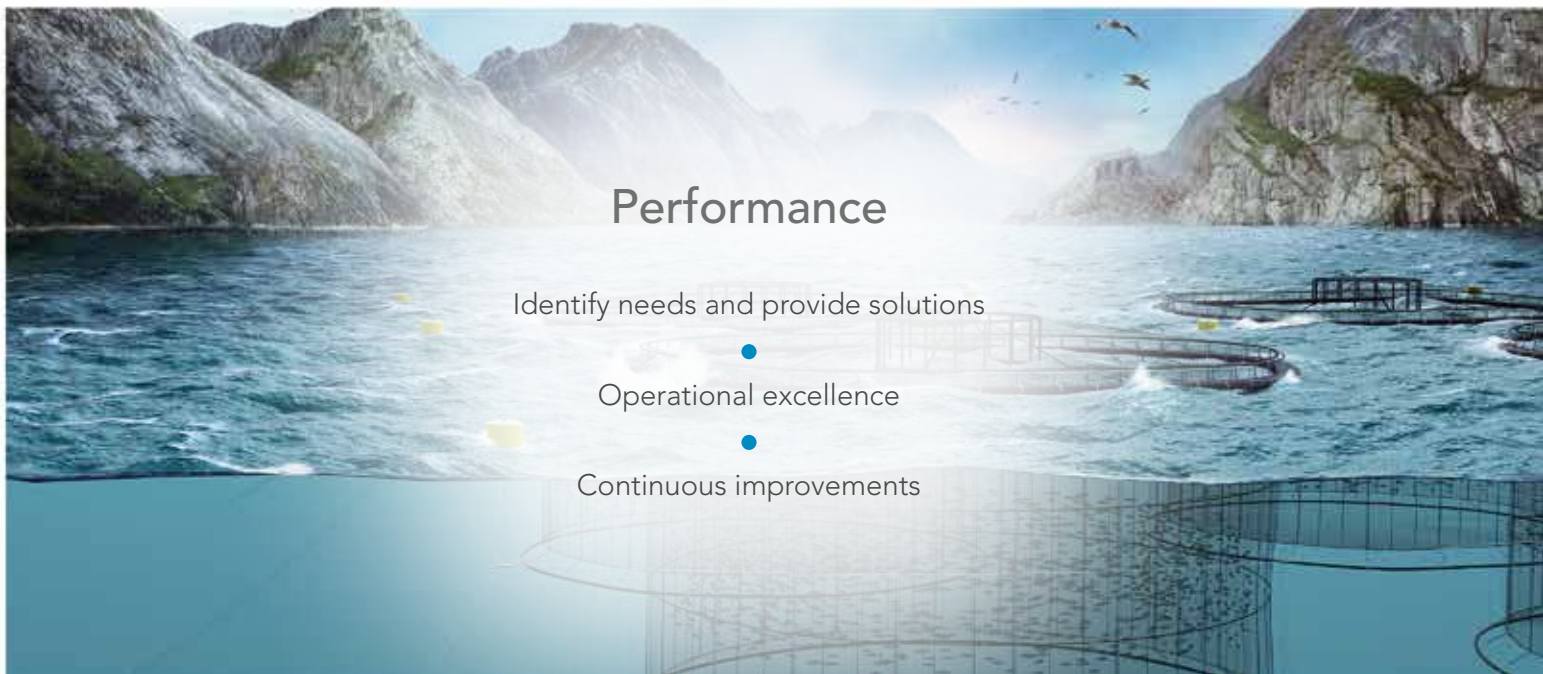 Performance
Identify needs and provide solutions
Operational excellence
Continuous improvements